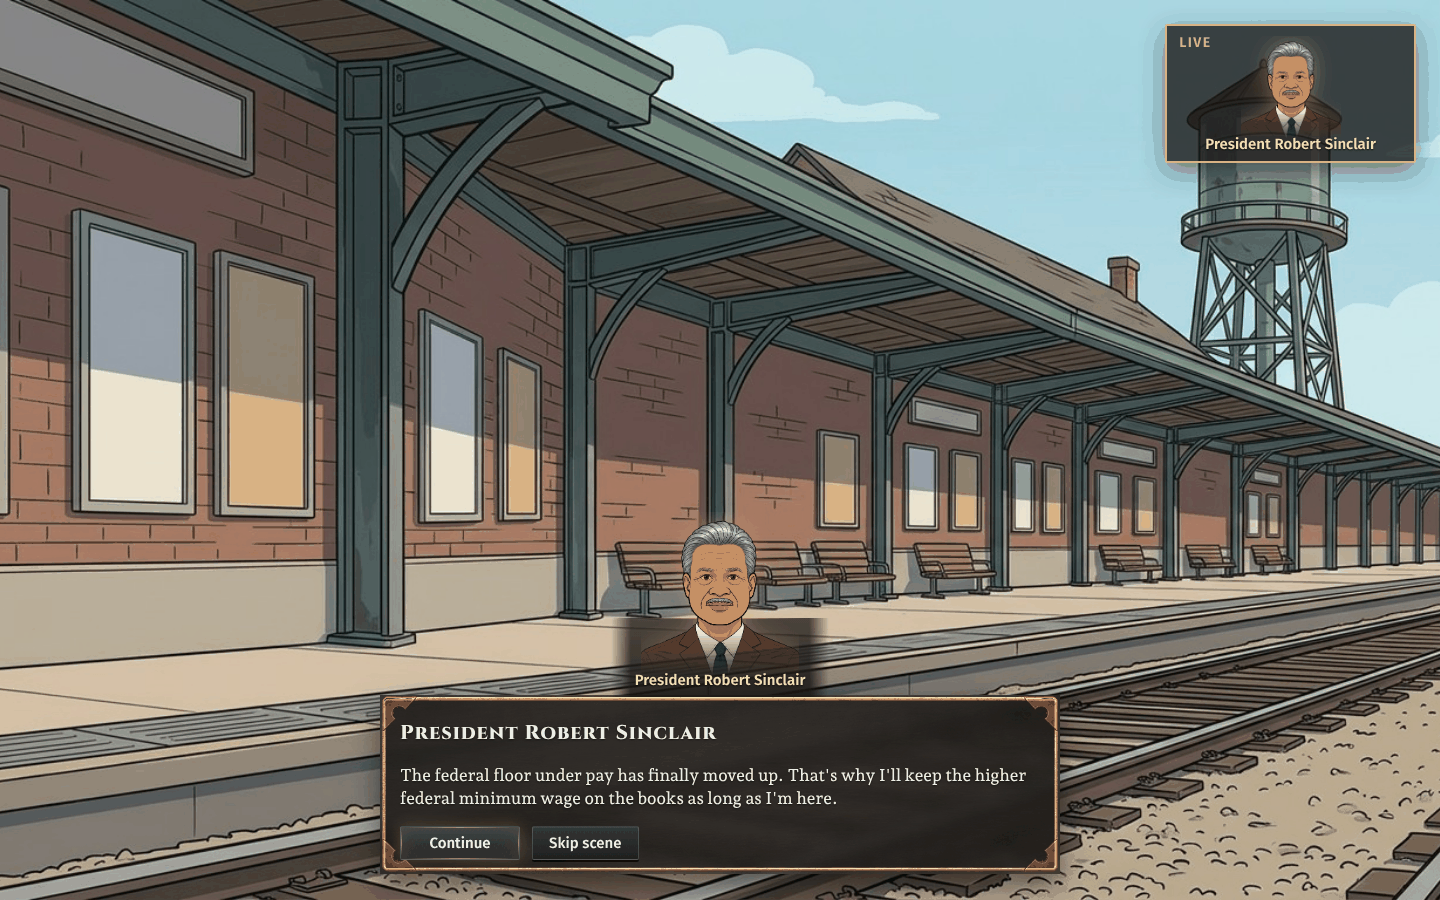 LIVE
President Robert Sinclair
President Robert Sinclair
President Robert Sinclair
The federal floor under pay has finally moved up. That's why I'll keep the higher
federal minimum wage on the books as long as I'm here.
Continue
Skip scene